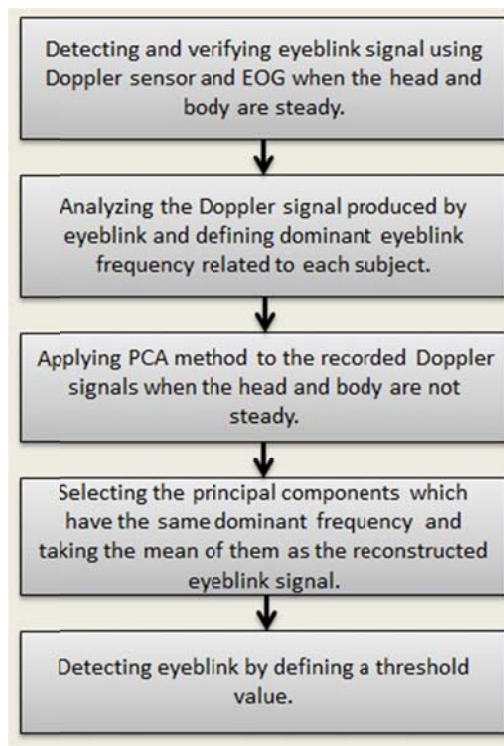 Detecting and verifying eyeblink signal using
Doppler sensor and EOG when the head and
body are steady.
Analyzing the Doppler signal produced by
eyeblink and defining dominant eyeblink
frequency related to each subject.
Applying PCA method to the recorded Doppler
signals when the head and body are not
steady.
Selecting the principal components which
have the same dominant frequency and
taking the mean of them as the reconstructed
eyeblink signal.
Detecting eyeblink by defining a threshold
value.